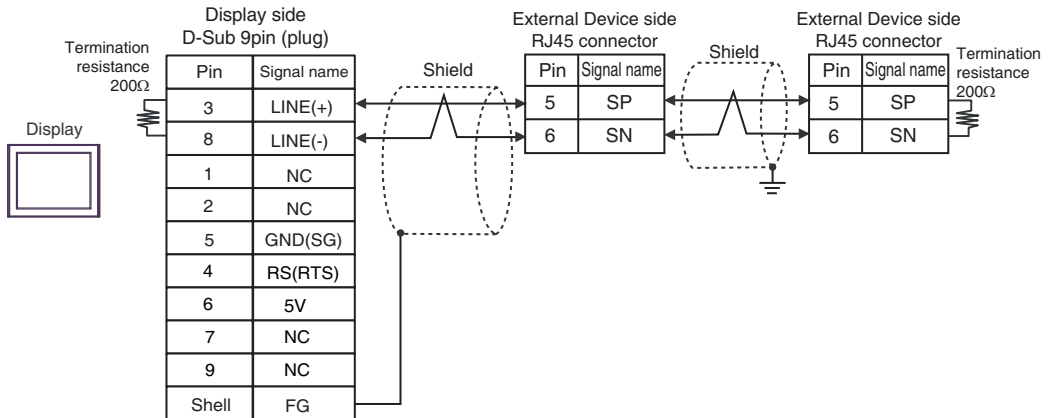 Display side
D-Sub 9pin (plug)
Termination
resistance
200Ω
Display
Pin Signal name
3 LINE(+)
8 LINE(-)
1 NC
2 NC
5 GND(SG)
4 RS(RTS)
6 5V
7 NC
9 NC
Shell FG
Shield
External Device side
RJ45 connector
Pin Signal name
5 SP
6 SN
Shield
External Device side
RJ45 connector
Pin Signal name
5 SP
6 SN
Termination
resistance
200Ω